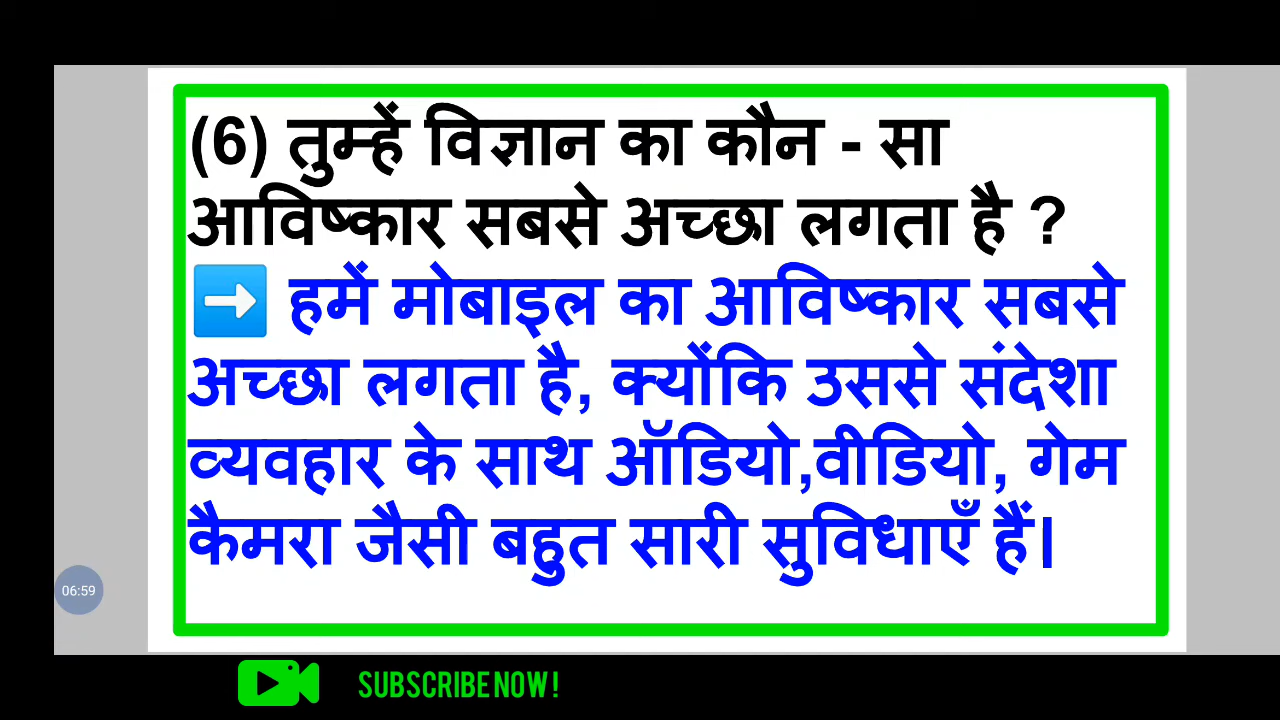 (6) तुम्हें विज्ञान का कौन - सा
आविष्कार सबसे अच्छा लगता है ?
➡️ हमें मोबाइल का आविष्कार सबसे
अच्छा लगता है, क्योंकि उससे संदेशा
व्यवहार के साथ ऑडियो,वीडियो, गेम
कैमरा जैसी बहुत सारी सुविधाएँ हैं।
06:59
SUBSCRIBE NOW!